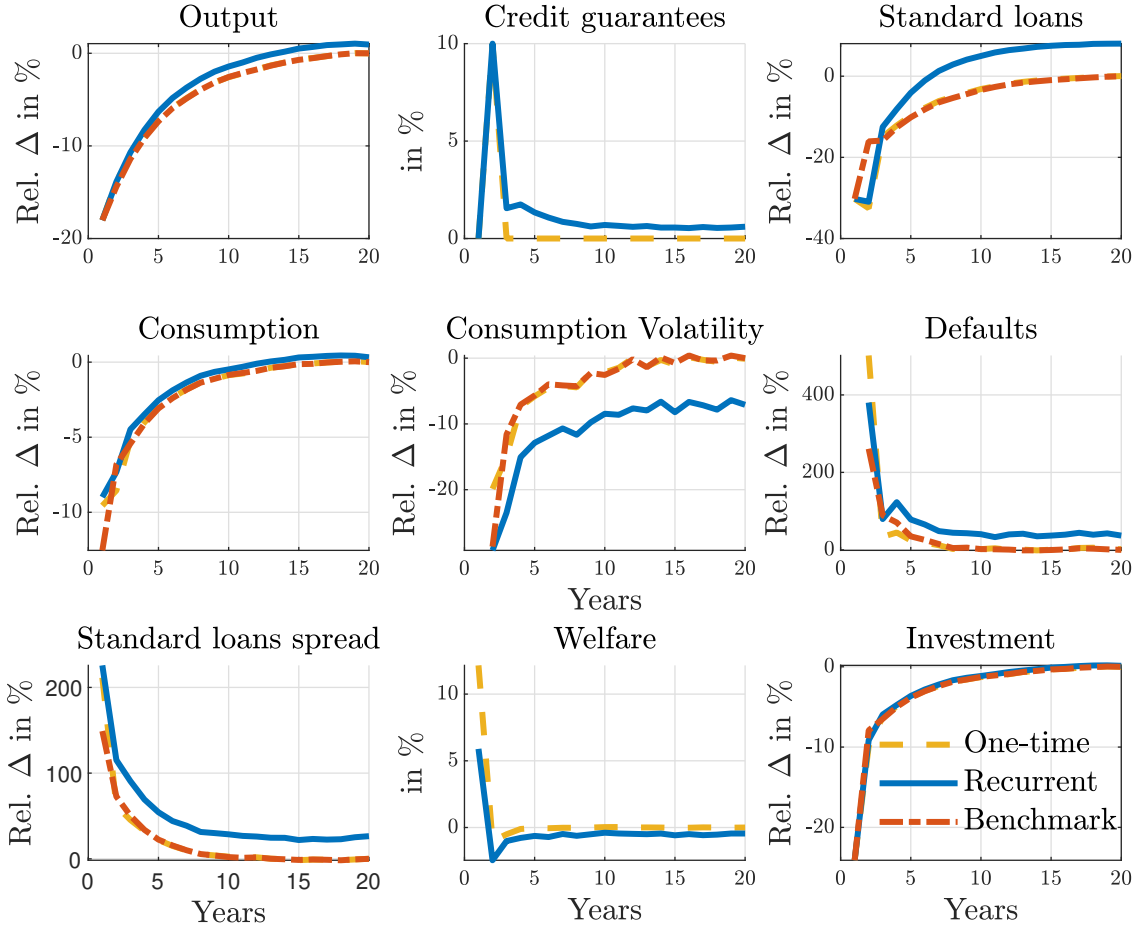 Output
Rel. Δ in %
0
-10
-20
0 5 10 15 20
Credit guarantees
in %
10
5
0
0 5 10 15 20
Standard loans
Rel. Δ in %
0
-20
-40
0 5 10 15 20
Consumption
Rel. Δ in %
0
-5
-10
0 5 10 15 20
Consumption Volatility
Rel. Δ in %
0
-10
-20
0 5 10 15 20
Years
Defaults
Rel. Δ in %
400
200
0
0 5 10 15 20
Standard loans spread
Rel. Δ in %
200
100
0
0 5 10 15 20
Years
Welfare
in %
10
5
0
0 5 10 15 20
Investment
Rel. Δ in %
0
-10
-20
0 5 10 15 20
One-time
Recurrent
Benchmark